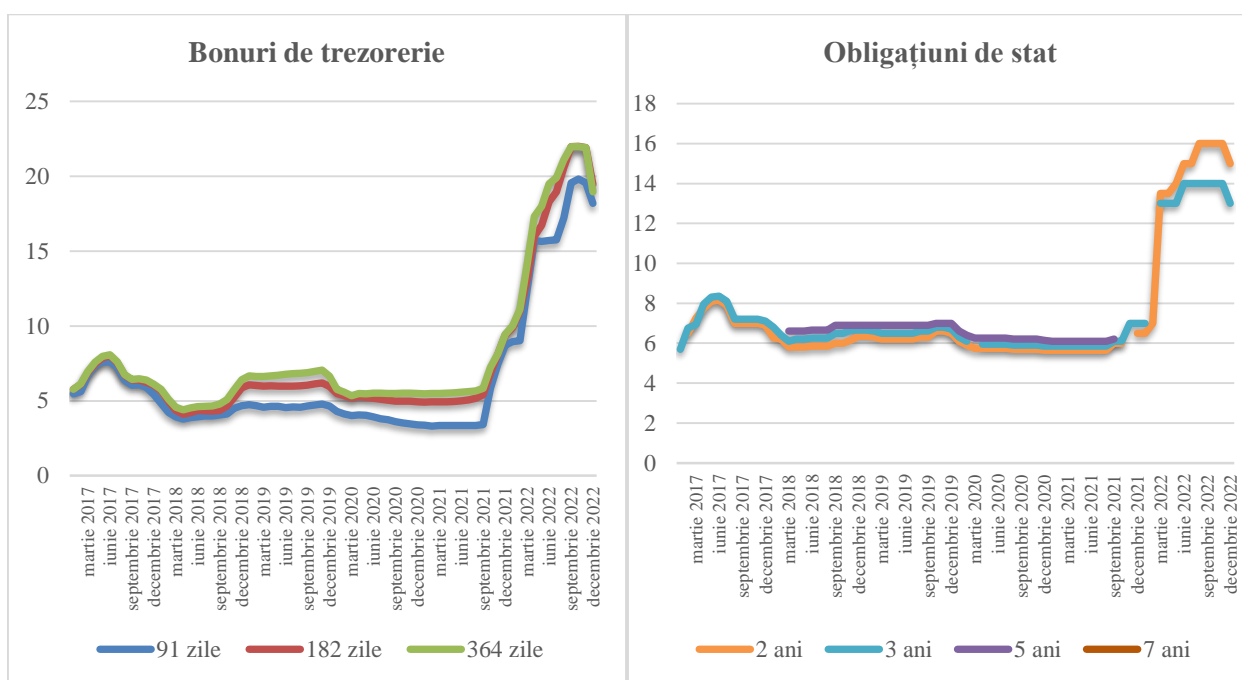 Bonuri de trezorerie
25
20
15
10
5
0
martie 2017
iunie 2017
septembrie 2017
decembrie 2017
martie 2018
iunie 2018
septembrie 2018
decembrie 2018
martie 2019
iunie 2019
septembrie 2019
decembrie 2019
martie 2020
iunie 2020
septembrie 2020
decembrie 2020
martie 2021
iunie 2021
septembrie 2021
decembrie 2021
martie 2022
iunie 2022
septembrie 2022
decembrie 2022
91 zile
182 zile
364 zile
Obligațiuni de stat
18
16
14
12
10
8
6
4
2
0
martie 2017
iunie 2017
septembrie 2017
decembrie 2017
martie 2018
iunie 2018
septembrie 2018
decembrie 2018
martie 2019
iunie 2019
septembrie 2019
decembrie 2019
martie 2020
iunie 2020
septembrie 2020
decembrie 2020
martie 2021
iunie 2021
septembrie 2021
decembrie 2021
martie 2022
iunie 2022
septembrie 2022
decembrie 2022
2 ani
3 ani
5 ani
7 ani